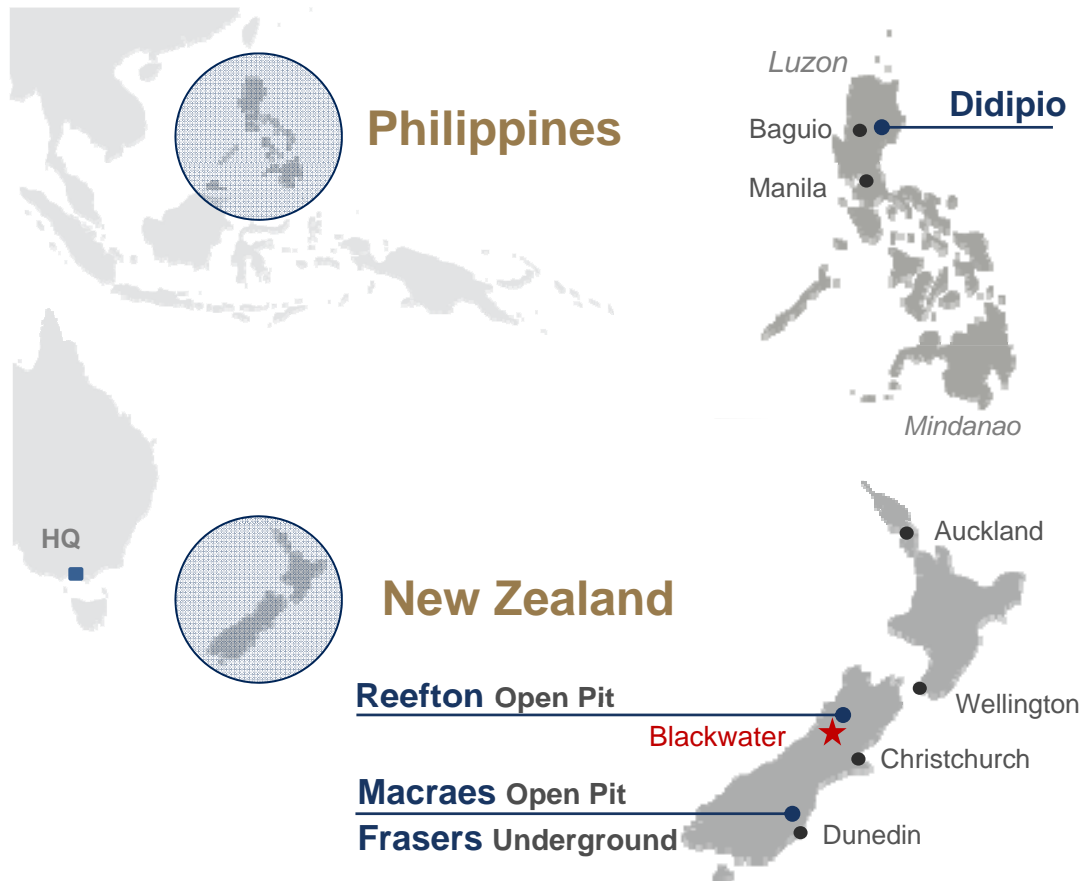 Luzon
Philippines
Didipio
Baguio
Manila
Mindanao
HQ
Auckland
New Zealand
Reefton Open Pit
Wellington
Blackwater
Christchurch
Macraes Open Pit
Frasers Underground
Dunedin